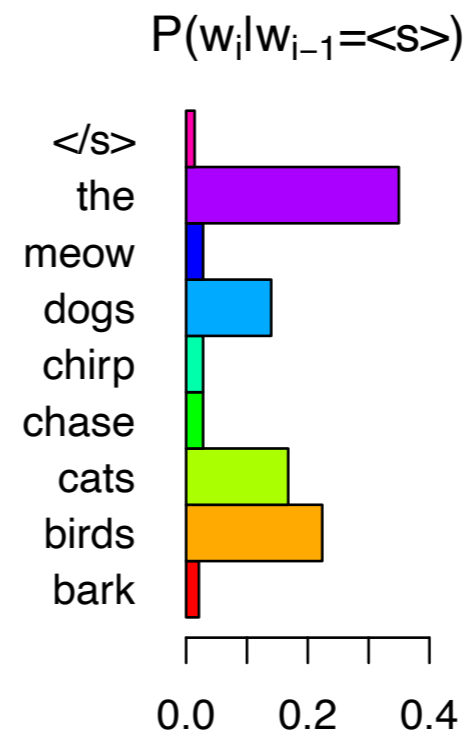 P(wᵢ|wᵢ₋₁=<s>)
</s>
the
meow
dogs
chirp
chase
cats
birds
bark
0.0 0.2 0.4